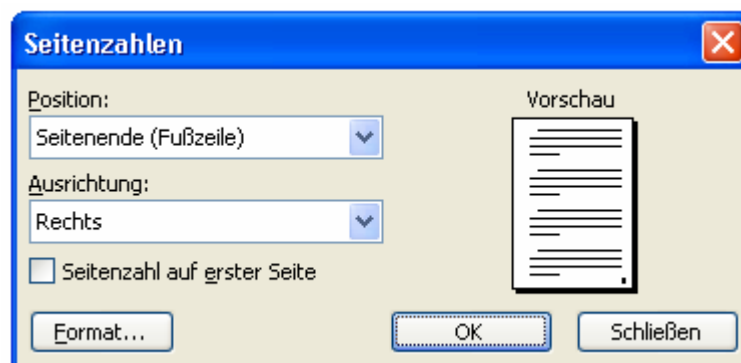 Seitenzahlen
Position:
Vorschau
Seitenende (Fußzeile)
Ausrichtung:
Rechts
Seitenzahl auf erster Seite
Format...
OK
Schließen